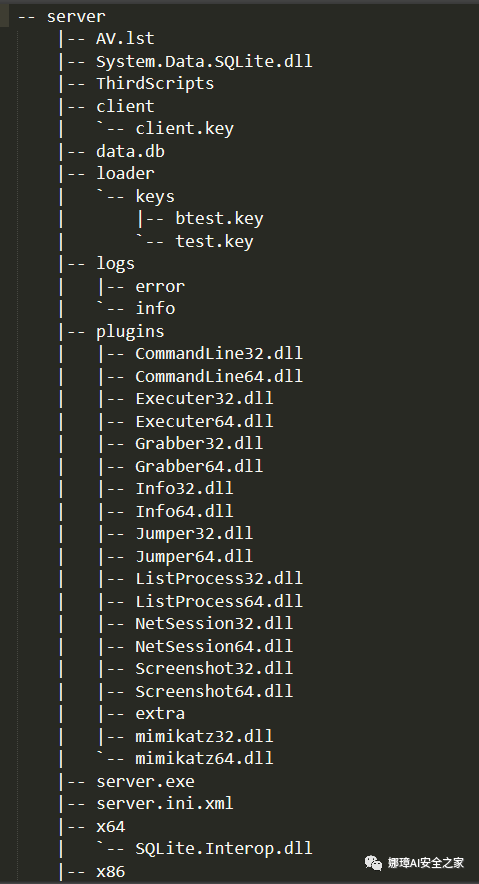 -- server
|-- AV.lst
|-- System.Data.SQLite.dll
|-- ThirdScripts
|-- client
|   `-- client.key
|-- data.db
|-- loader
|   `-- keys
|       |-- btest.key
|       `-- test.key
|-- logs
|   |-- error
|   `-- info
|-- plugins
|   |-- CommandLine32.dll
|   |-- CommandLine64.dll
|   |-- Executer32.dll
|   |-- Executer64.dll
|   |-- Grabber32.dll
|   |-- Grabber64.dll
|   |-- Info32.dll
|   |-- Info64.dll
|   |-- Jumper32.dll
|   |-- Jumper64.dll
|   |-- ListProcess32.dll
|   |-- ListProcess64.dll
|   |-- NetSession32.dll
|   |-- NetSession64.dll
|   |-- Screenshot32.dll
|   |-- Screenshot64.dll
|   |-- extra
|   |-- mimikatz32.dll
|   `-- mimikatz64.dll
|-- server.exe
|-- server.ini.xml
|-- x64
|   `-- SQLite.Interop.dll
|-- x86
娜璋AI安全之家